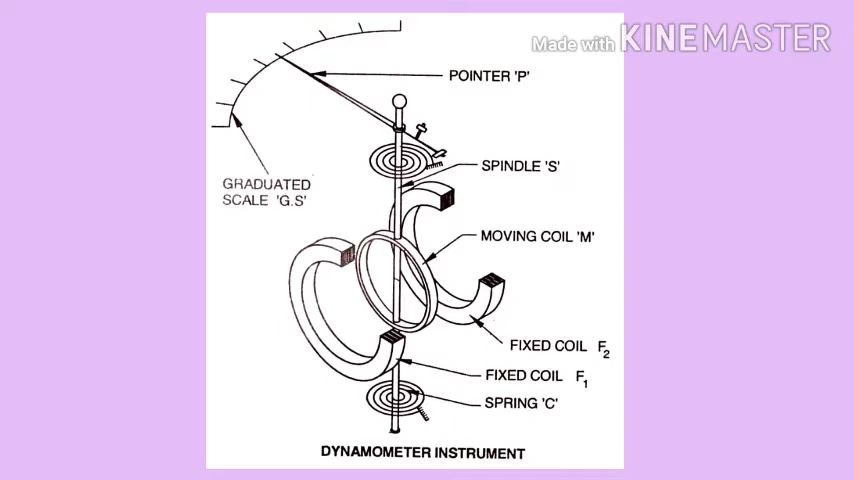 Made with KINEMASTER
POINTER 'P'
SPINDLE 'S'
GRADUATED
SCALE 'G.S'
MOVING COIL 'M'
FIXED COIL F2
FIXED COIL F1
SPRING 'C'
DYNAMOMETER INSTRUMENT